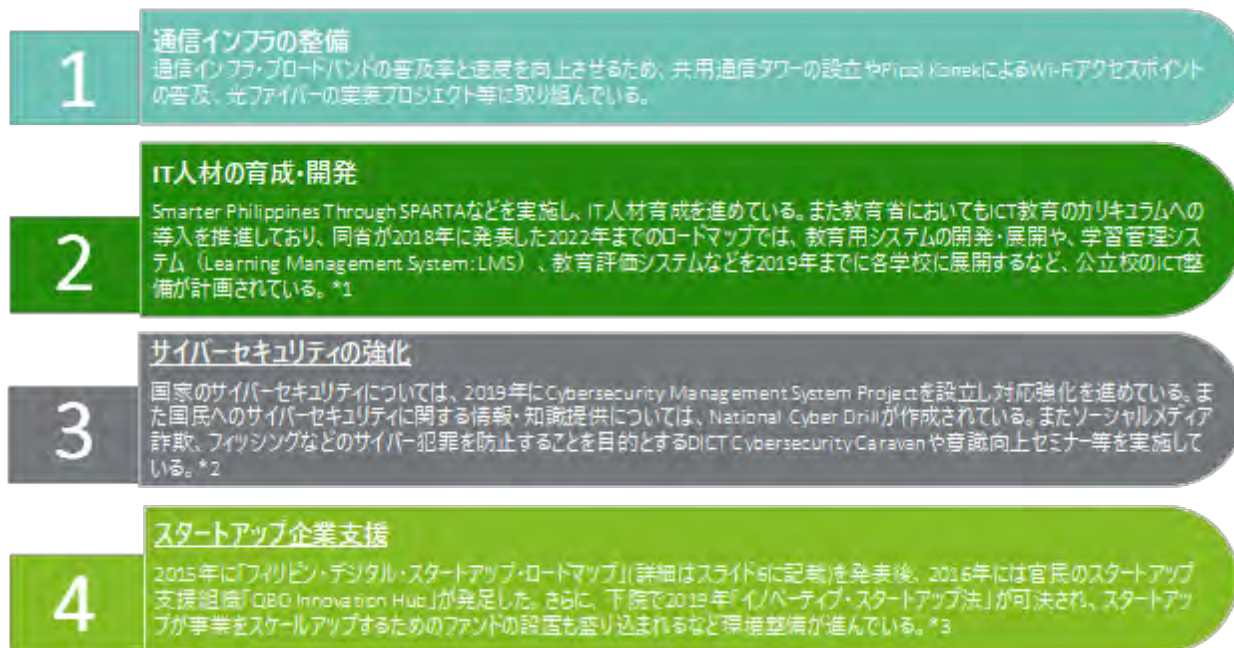 1
通信インフラの整備
通信インフラ・ブロードバンドの普及率と速度を向上させるため、共用通信タワーの設立やPipol KonekによるWi-Fiアクセスポイント
の普及、光ファイバーの実装プロジェクト等に取り組んでいる。
2
IT人材の育成・開発
Smarter Philippines Through SPARTAなどを実施し、IT人材育成を進めている。また教育省においてもICT教育のカリキュラムへの
導入を推進しており、同省が2018年に発表した2022年までのロードマップでは、教育用システムの開発・展開や、学習管理シス
テム（Learning Management System：LMS）、教育評価システムなどを2019年までに各学校に展開するなど、公立校のICT整
備が計画されている。*1
3
サイバーセキュリティの強化
国家のサイバーセキュリティについては、2019年にCybersecurity Management System Projectを設立し対応強化を進めている。ま
た国民へのサイバーセキュリティに関する情報・知識提供については、National Cyber Drillが作成されている。またソーシャルメディア
詐欺、フィッシングなどのサイバー犯罪を防止することを目的とするDICT Cybersecurity Caravanや意識向上セミナー等を実施して
いる。*2
4
スタートアップ企業支援
2015年に「フィリピン・デジタル・スタートアップ・ロードマップ」(詳細はスライド6に記載)を発表後、2016年には官民のスタートアップ
支援組織「QBO Innovation Hub」が発足した。さらに、下院で2019年「イノベーティブ・スタートアップ法」が可決され、スタートアッ
プが事業をスケールアップするためのファンドの設置も盛り込まれるなど環境整備が進んでいる。*3